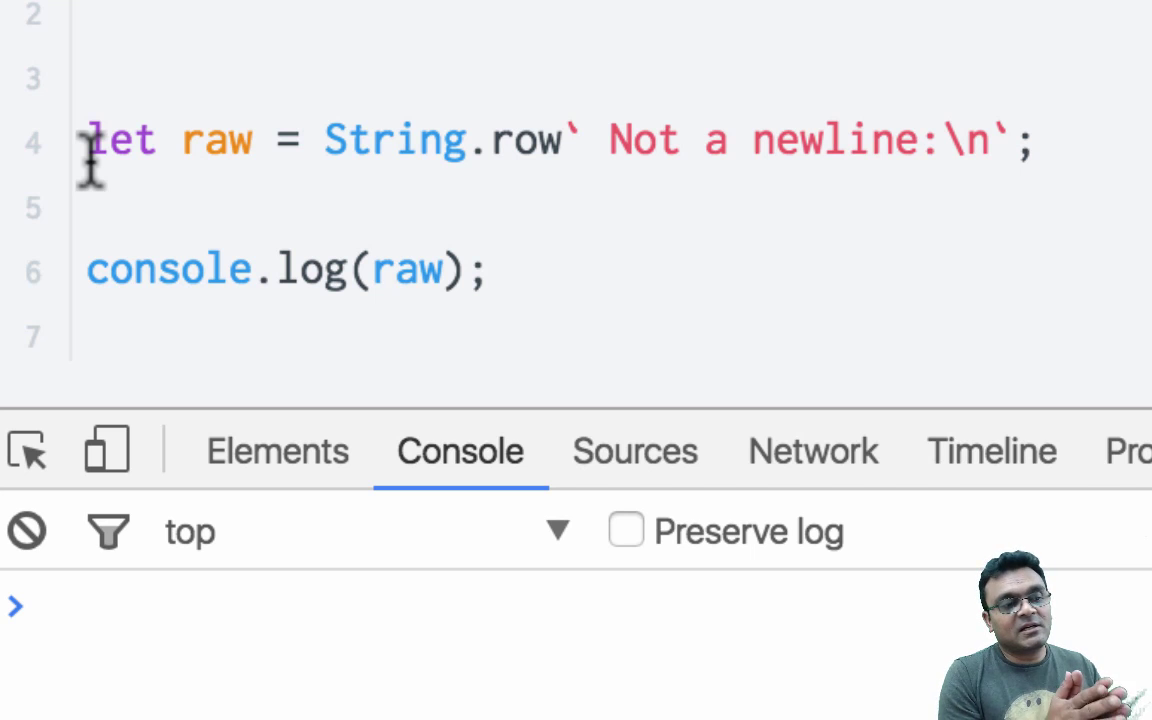 2
3
4 let raw = String.row` Not a newline:\n`;
5
6 console.log(raw);
7
Elements Console Sources Network Timeline Pro
top Preserve log